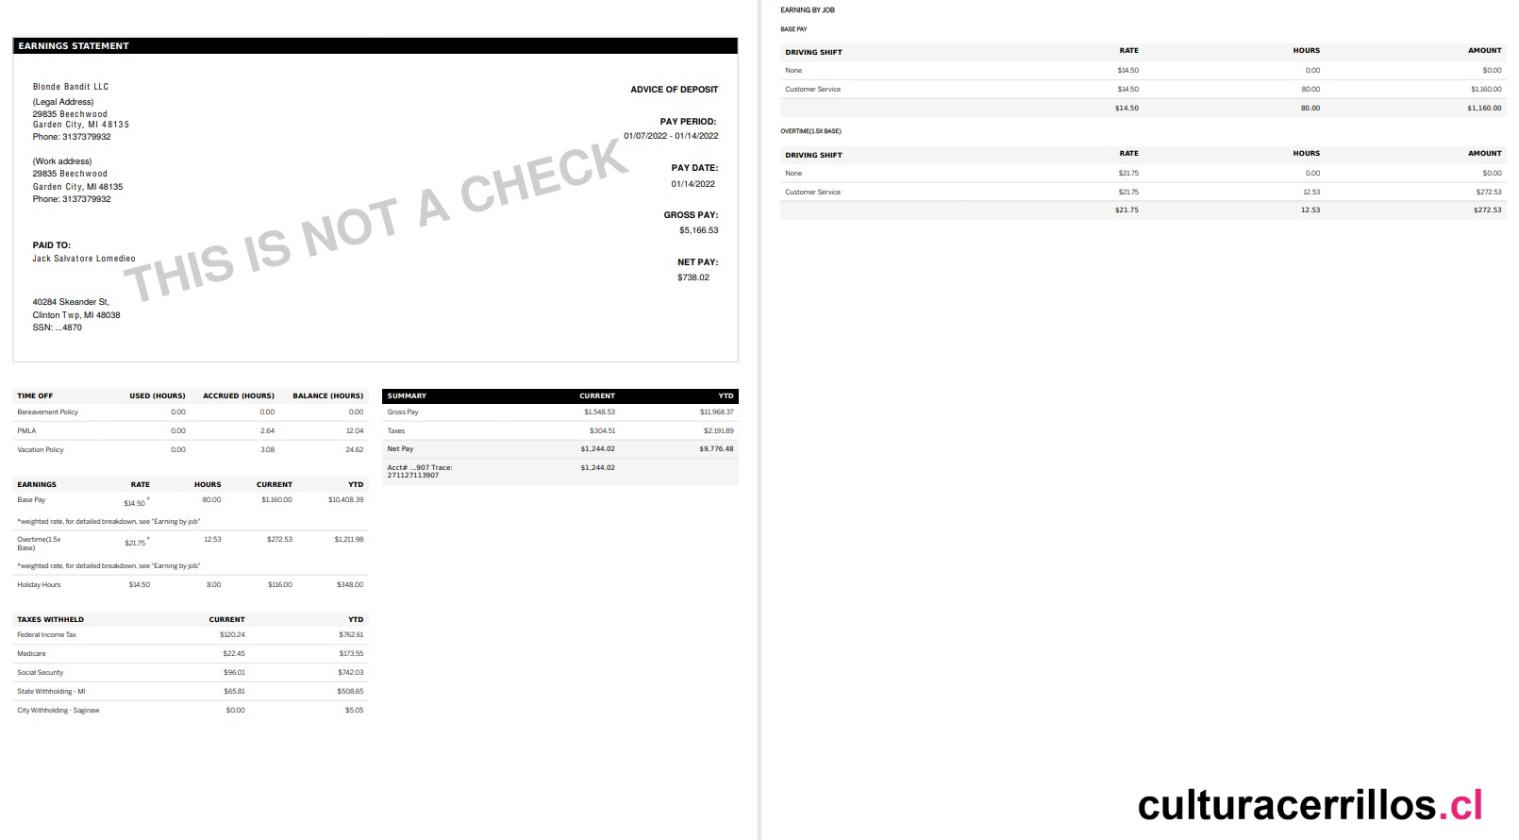 EARNINGS STATEMENT
Blonde Bandit LLC
(Legal Address)
29835 Beechwood
Garden City, MI 48135
Phone: 3137379932
(Work address)
29835 Beechwood
Garden City, MI 48135
Phone: 3137379932
PAID TO:
Jack Salvatore Lomedieo
40284 Skeander St,
Clinton Twp, MI 48038
SSN: ...4870
ADVICE OF DEPOSIT
PAY PERIOD:
01/07/2022 - 01/14/2022
PAY DATE:
01/14/2022
GROSS PAY:
$5,166.53
NET PAY:
$738.02
THIS IS NOT A CHECK
TIME OFF USED (HOURS) ACCRUED (HOURS) BALANCE (HOURS)
Bereavement Policy 0.00 0.00 0.00
PMLA 0.00 2.64 12.04
Vacation Policy 0.00 3.08 24.62
EARNINGS RATE HOURS CURRENT YTD
Base Pay $14.50 * 80.00 $1,160.00 $10,408.39
*weighted rate, for detailed breakdown, see "Earning by job"
Overtime(1.5x
Base) $21.75 * 12.53 $272.53 $1,211.98
*weighted rate, for detailed breakdown, see "Earning by job"
Holiday Hours $14.50 8.00 $116.00 $348.00
TAXES WITHHELD CURRENT YTD
Federal Income Tax $120.24 $762.61
Medicare $22.45 $173.55
Social Security $96.01 $742.03
State Withholding - MI $65.81 $508.65
City Withholding - Saginaw $0.00 $5.05
SUMMARY CURRENT YTD
Gross Pay $1,548.53 $11,968.37
Taxes $304.51 $2,191.89
Net Pay $1,244.02 $9,776.48
Acct# ...907 Trace: $1,244.02
271127113907
EARNING BY JOB
BASE PAY
DRIVING SHIFT RATE HOURS AMOUNT
None $14.50 0.00 $0.00
Customer Service $14.50 80.00 $1,160.00
$14.50 80.00 $1,160.00
OVERTIME(1.5X BASE)
DRIVING SHIFT RATE HOURS AMOUNT
None $21.75 0.00 $0.00
Customer Service $21.75 12.53 $272.53
$21.75 12.53 $272.53
culturacerrillos.cl